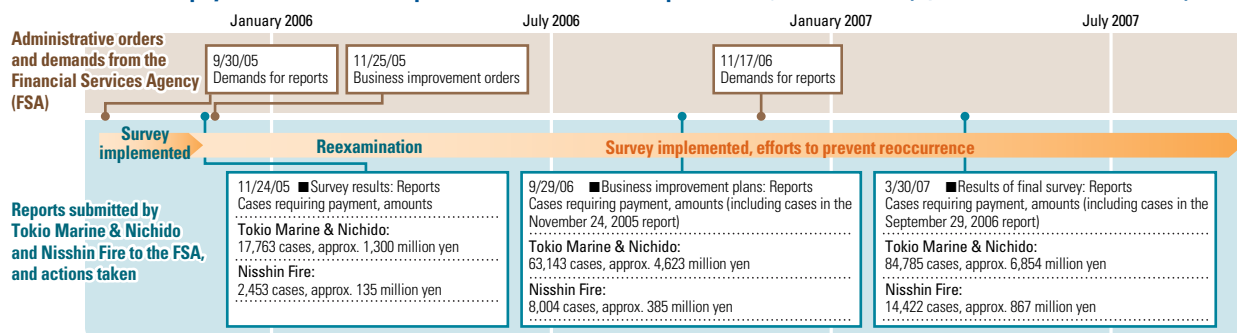 January 2006
July 2006
January 2007
July 2007
Administrative orders
and demands from the
Financial Services Agency
(FSA)
9/30/05
Demands for reports
11/25/05
Business improvement orders
11/17/06
Demands for reports
Survey
implemented
Reexamination
Survey implemented, efforts to prevent reoccurrence
Reports submitted by
Tokio Marine & Nichido
and Nisshin Fire to the FSA,
and actions taken
11/24/05 ■Survey results: Reports
Cases requiring payment, amounts
Tokio Marine & Nichido:
17,763 cases, approx. 1,300 million yen
Nisshin Fire:
2,453 cases, approx. 135 million yen
9/29/06 ■Business improvement plans: Reports
Cases requiring payment, amounts (including cases in the
November 24, 2005 report)
Tokio Marine & Nichido:
63,143 cases, approx. 4,623 million yen
Nisshin Fire:
8,004 cases, approx. 385 million yen
3/30/07 ■Results of final survey: Reports
Cases requiring payment, amounts (including cases in the
September 29, 2006 report)
Tokio Marine & Nichido:
84,785 cases, approx. 6,854 million yen
Nisshin Fire:
14,422 cases, approx. 867 million yen